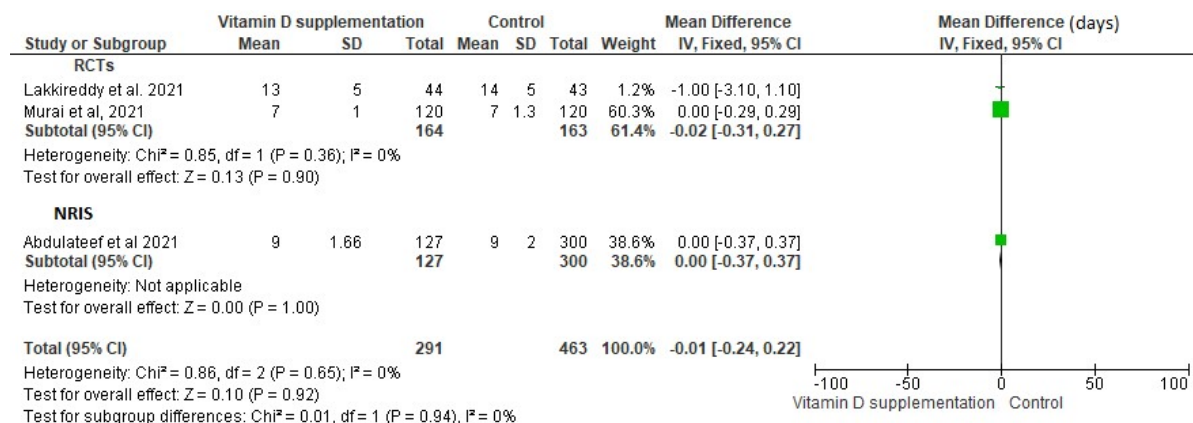 Vitamin D supplementation Control Mean Difference Mean Difference (days)
Study or Subgroup Mean SD Total Mean SD Total Weight IV, Fixed, 95% CI IV, Fixed, 95% CI
RCTs
Lakkireddy et al. 2021 13 5 44 14 5 43 1.2% -1.00 [-3.10, 1.10]
Murai et al, 2021 7 1 120 7 1.3 120 60.3% 0.00 [-0.29, 0.29]
Subtotal (95% CI) 164 163 61.4% -0.02 [-0.31, 0.27]
Heterogeneity: Chi² = 0.85, df = 1 (P = 0.36); I² = 0%
Test for overall effect: Z = 0.13 (P = 0.90)
NRIS
Abdulateef et al 2021 9 1.66 127 9 2 300 38.6% 0.00 [-0.37, 0.37]
Subtotal (95% CI) 127 300 38.6% 0.00 [-0.37, 0.37]
Heterogeneity: Not applicable
Test for overall effect: Z = 0.00 (P = 1.00)
Total (95% CI) 291 463 100.0% -0.01 [-0.24, 0.22]
Heterogeneity: Chi² = 0.86, df = 2 (P = 0.65); I² = 0%
Test for overall effect: Z = 0.10 (P = 0.92)
Test for subgroup differences: Chi² = 0.01, df = 1 (P = 0.94), I² = 0%
-100 -50 0 50 100
Vitamin D supplementation Control